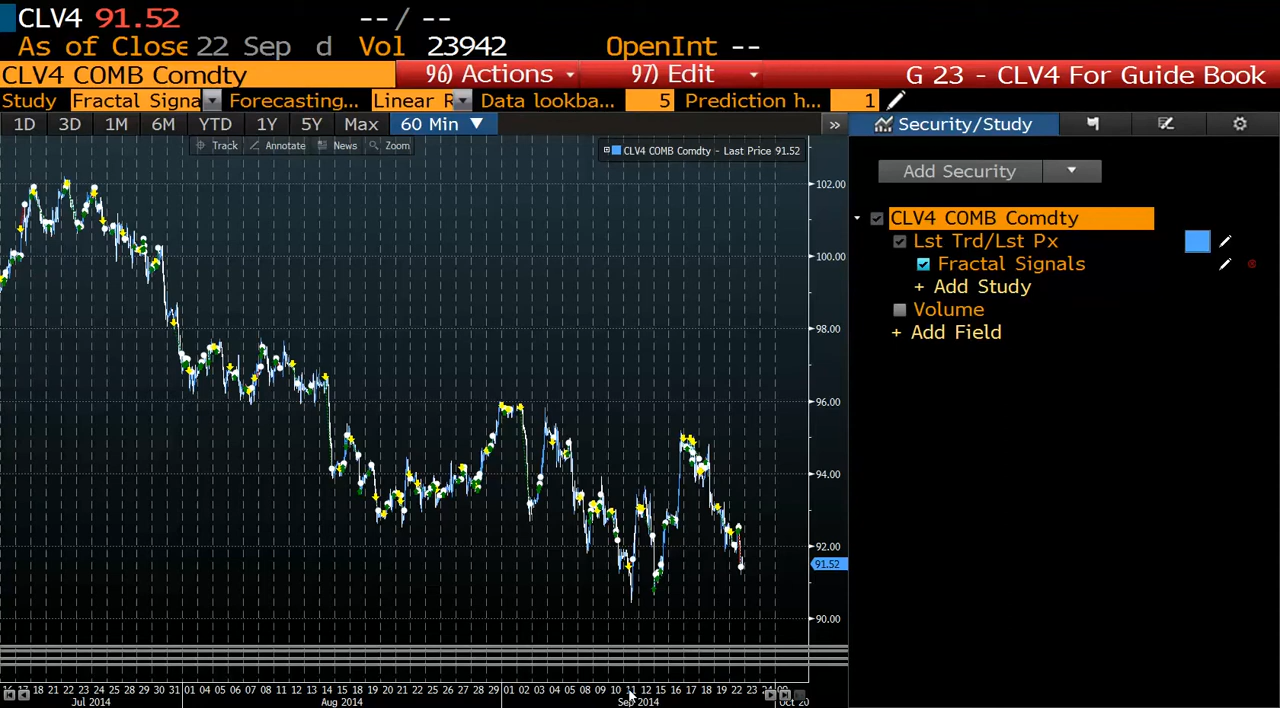 CLV4 91.52 -- / --
As of Close 22 Sep d Vol 23942 OpenInt --
CLV4 COMB Comdty 96) Actions 97) Edit G 23 - CLV4 For Guide Book
Study Fractal Signa Forecasting... Linear R Data lookba... 5 Prediction h... 1
1D 3D 1M 6M YTD 1Y 5Y Max 60 Min ▼ » Security/Study
Track Annotate News Zoom
CLV4 COMB Comdty - Last Price 91.52
Add Security
CLV4 COMB Comdty
Lst Trd/Lst Px
Fractal Signals
+ Add Study
Volume
+ Add Field
102.00
100.00
98.00
96.00
94.00
92.00
91.52
90.00
18 21 22 23 24 25 28 29 30 31 01 04 05 06 07 08 11 12 13 14 15 18 19 20 21 22 25 26 27 28 29 01 02 03 04 05 08 09 10 11 12 15 16 17 18 19 22 23
Jul 2014 Aug 2014 Sep 2014 Oct 20